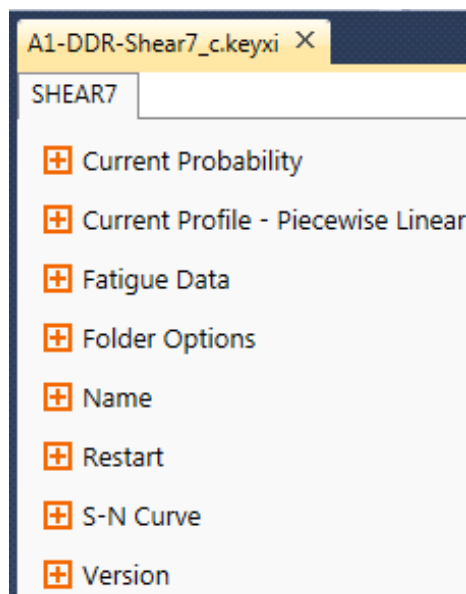 A1-DDR-Shear7_c.keyxi
SHEAR7
Current Probability
Current Profile - Piecewise Linear
Fatigue Data
Folder Options
Name
Restart
S-N Curve
Version